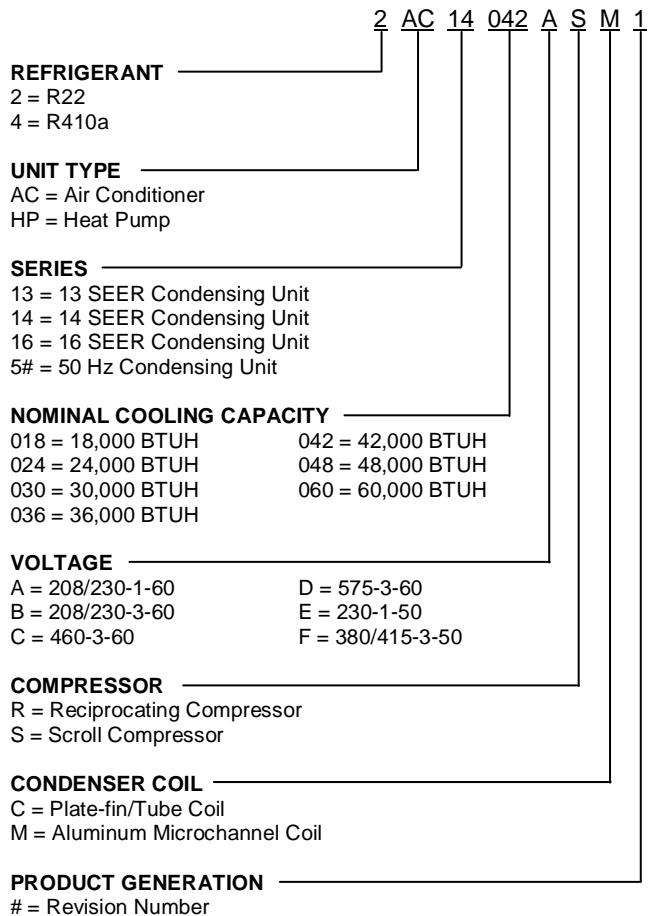 2 AC 14 042 A S M 1
REFRIGERANT
2 = R22
4 = R410a
UNIT TYPE
AC = Air Conditioner
HP = Heat Pump
SERIES
13 = 13 SEER Condensing Unit
14 = 14 SEER Condensing Unit
16 = 16 SEER Condensing Unit
5# = 50 Hz Condensing Unit
NOMINAL COOLING CAPACITY
018 = 18,000 BTUH 042 = 42,000 BTUH
024 = 24,000 BTUH 048 = 48,000 BTUH
030 = 30,000 BTUH 060 = 60,000 BTUH
036 = 36,000 BTUH
VOLTAGE
A = 208/230-1-60 D = 575-3-60
B = 208/230-3-60 E = 230-1-50
C = 460-3-60 F = 380/415-3-50
COMPRESSOR
R = Reciprocating Compressor
S = Scroll Compressor
CONDENSER COIL
C = Plate-fin/Tube Coil
M = Aluminum Microchannel Coil
PRODUCT GENERATION
# = Revision Number